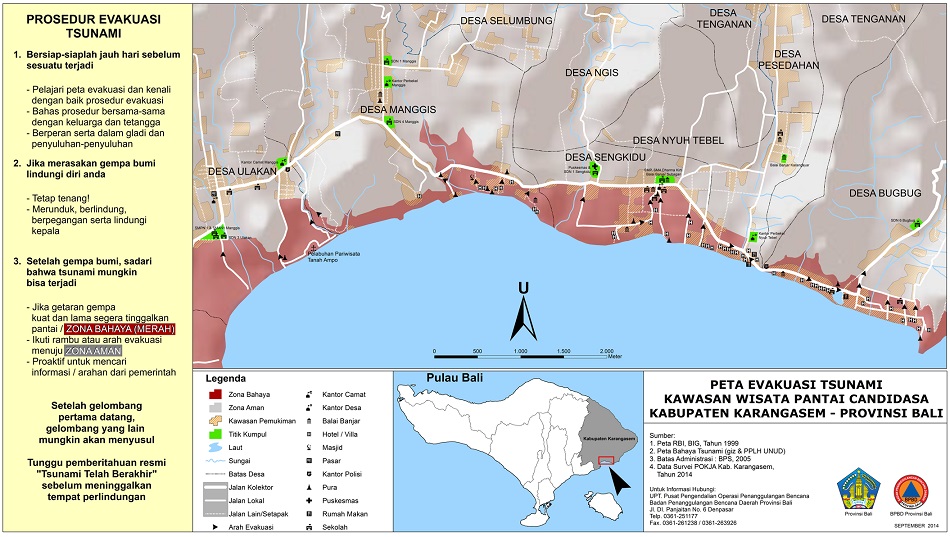 PROSEDUR EVAKUASI
TSUNAMI
1. Bersiap-siaplah jauh hari sebelum
sesuatu terjadi
- Pelajari peta evakuasi dan kenali
dengan baik prosedur evakuasi
- Bahas prosedur bersama-sama
dengan keluarga dan tetangga
- Berperan serta dalam gladi dan
penyuluhan-penyuluhan
2. Jika merasakan gempa bumi
lindungi diri anda
- Tetap tenang!
- Merunduk, berlindung,
berpegangan serta lindungi
kepala
3. Setelah gempa bumi, sadari
bahwa tsunami mungkin
bisa terjadi
- Jika getaran gempa
kuat dan lama segera tinggalkan
pantai / ZONA BAHAYA (MERAH)
- Ikuti rambu atau arah evakuasi
menuju ZONA AMAN
- Proaktif untuk mencari
informasi / arahan dari pemerintah
Setelah gelombang
pertama datang,
gelombang yang lain
mungkin akan menyusul
Tunggu pemberitahuan resmi
"Tsunami Telah Berakhir"
sebelum meninggalkan
tempat perlindungan
DESA SELUMBUNG
DESA
TENGANAN
DESA TENGANAN
DESA
PESEDAHAN
DESA NGIS
SDN 1 Manggis
Kantor Perbekel
Manggis
DESA MANGGIS
SDN 4 Manggis
DESA NYUH TEBEL
DESA SENGKIDU
Kantor Camat Manggis
DESA ULAKAN
Puskesmas
SDN 1 Sengkidu
DESA BUGBUG
SDN 2 Ulakan
Kantor Perbekel
Nyuh Tebel
Pelabuhan Pariwisata
Tanah Ampo
U
0
500
1.000
2.000
Meter
Legenda
Zona Bahaya
Zona Aman
Kawasan Pemukiman
Titik Kumpul
Laut
Sungai
Batas Desa
Jalan Kolektor
Jalan Lokal
Jalan Lain/Setapak
Arah Evakuasi
Kantor Camat
Kantor Desa
Balai Banjar
Hotel / Villa
Masjid
Pasar
Kantor Polisi
Pura
Puskesmas
Rumah Makan
Sekolah
Pulau Bali
Kabupaten Karangasem
PETA EVAKUASI TSUNAMI
KAWASAN WISATA PANTAI CANDIDASA
KABUPATEN KARANGASEM - PROVINSI BALI
Sumber:
1. Peta RBI, BIG, Tahun 1999
2. Peta Bahaya Tsunami (giz & PPLH UNUD)
3. Batas Administrasi : BPS, 2005
4. Data Survei POKJA Kab. Karangasem,
Tahun 2014
Untuk Informasi Hubungi:
UPT. Pusat Pengendalian Operasi Penanggulangan Bencana
Badan Penanggulangan Bencana Daerah Provinsi Bali
Jl. DI. Panjaitan No. 6 Denpasar
Telp. 0361-251177
Fax. 0361-261238 / 0361-263926
Provinsi Bali
BPBD
BPBD Provinsi Bali
SEPTEMBER 2014